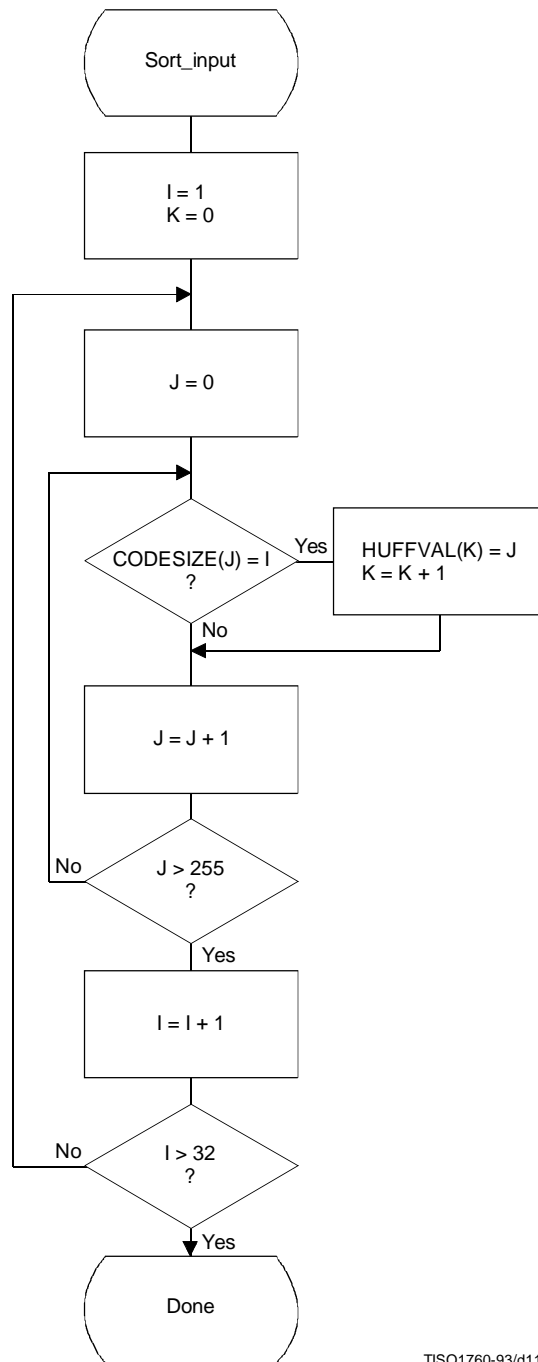 Sort_input
I = 1
K = 0
J = 0
CODESIZE(J) = I
?
Yes
HUFFVAL(K) = J
K = K + 1
No
J = J + 1
No
J > 255
?
Yes
I = I + 1
No
I > 32
?
Yes
Done